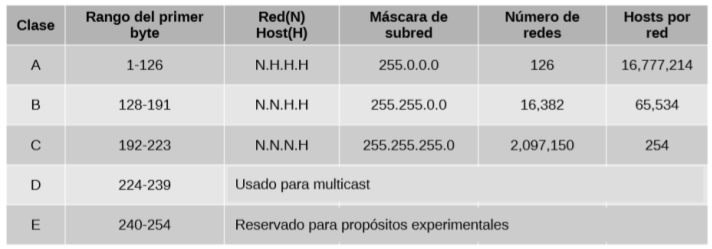 Clase Rango del primer byte Red(N) Host(H) Máscara de subred Número de redes Hosts por red
A 1-126 N.H.H.H 255.0.0.0 126 16,777,214
B 128-191 N.N.H.H 255.255.0.0 16,382 65,534
C 192-223 N.N.N.H 255.255.255.0 2,097,150 254
D 224-239 Usado para multicast
E 240-254 Reservado para propósitos experimentales